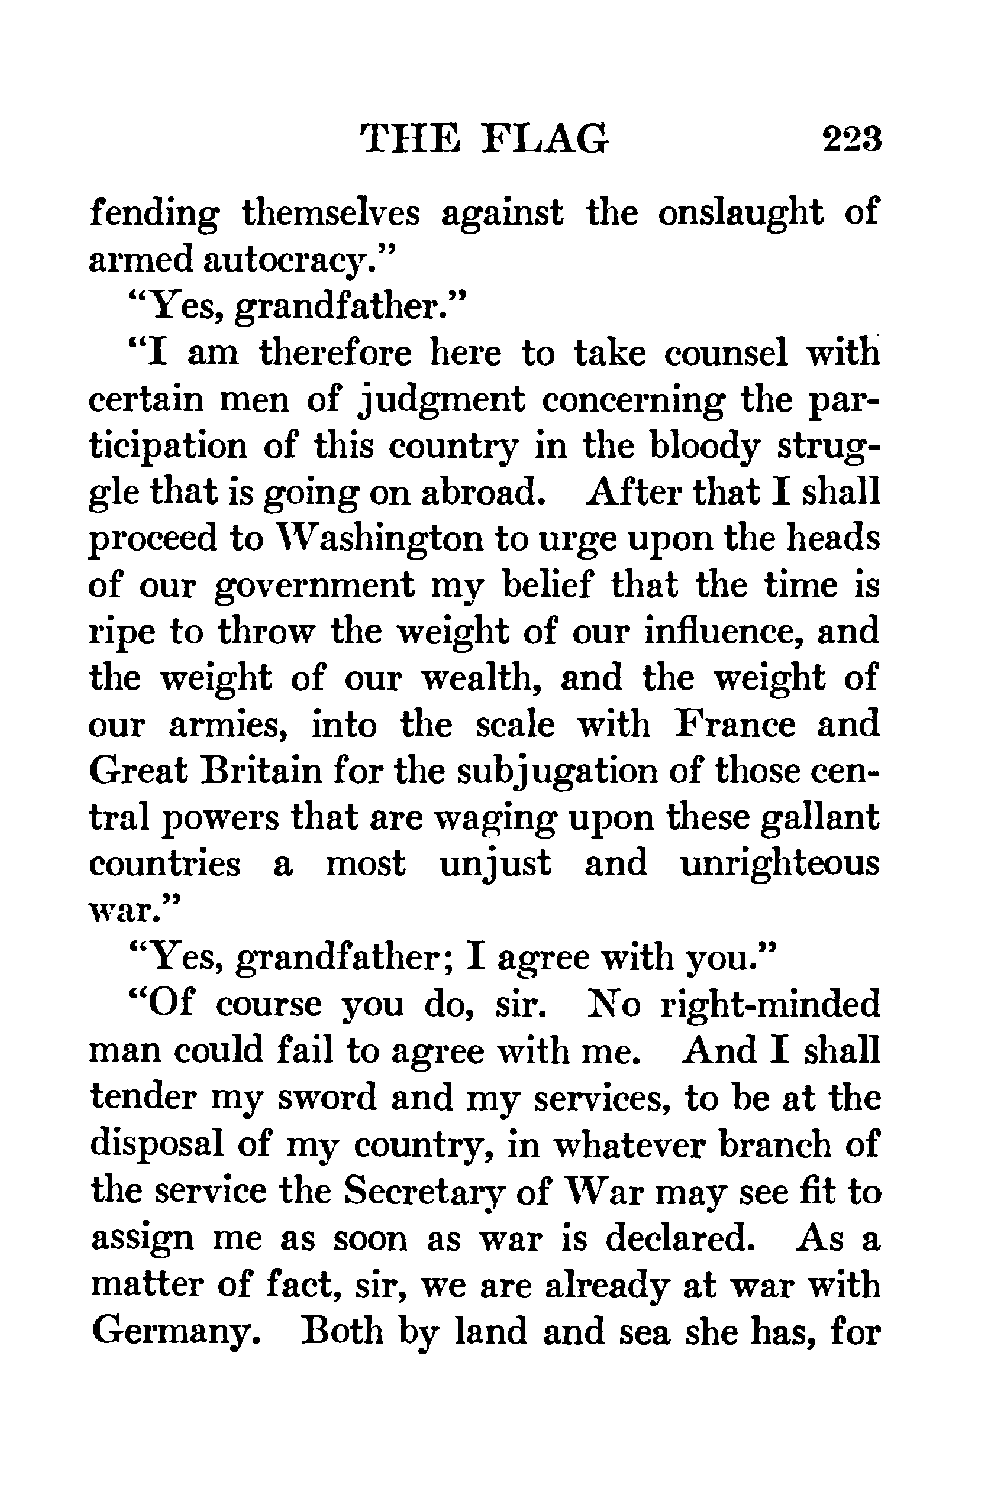 THE FLAG 223
fending themselves against the onslaught of
armed autocracy.”
“Yes, grandfather.”
“I am therefore here to take counsel with
certain men of judgment concerning the par-
ticipation of this country in the bloody strug-
gle that is going on abroad. After that I shall
proceed to Washington to urge upon the heads
of our government my belief that the time is
ripe to throw the weight of our influence, and
the weight of our wealth, and the weight of
our armies, into the scale with France and
Great Britain for the subjugation of those cen-
tral powers that are waging upon these gallant
countries a most unjust and unrighteous
war.”
“Yes, grandfather; I agree with you.”
“Of course you do, sir. No right-minded
man could fail to agree with me. And I shall
tender my sword and my services, to be at the
disposal of my country, in whatever branch of
the service the Secretary of War may see fit to
assign me as soon as war is declared. As a
matter of fact, sir, we are already at war with
Germany. Both by land and sea she has, for